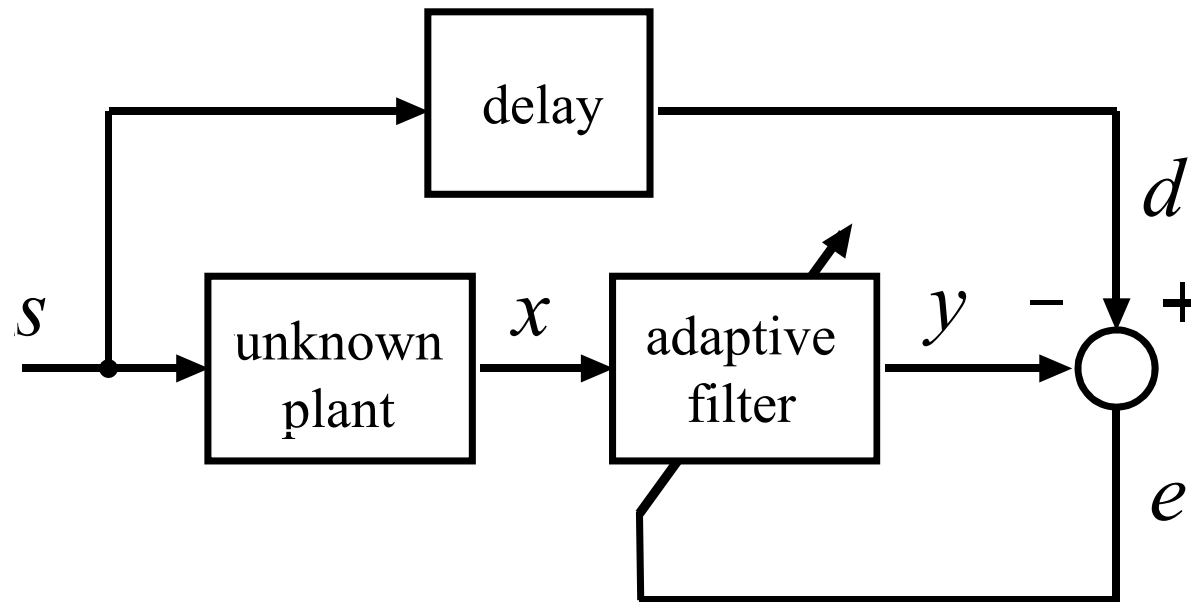 delay
d
s
unknown
plant
x
adaptive
filter
y
− +
e